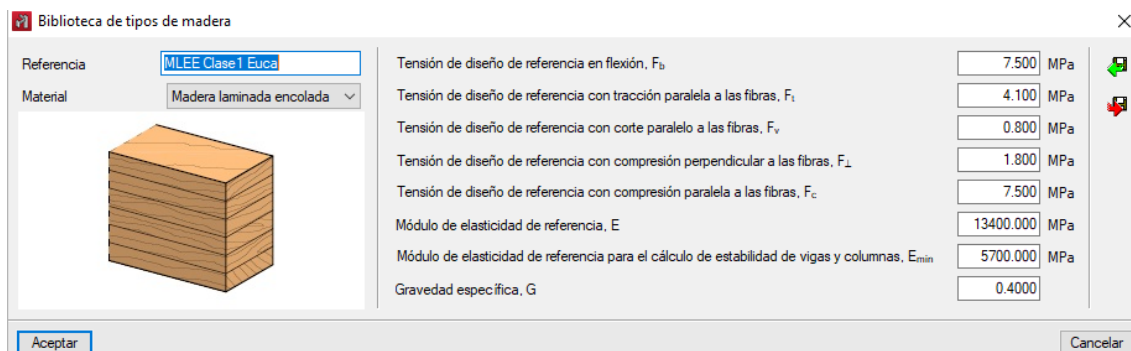 Biblioteca de tipos de madera
Referencia MLEE Clase1 Euca
Material Madera laminada encolada
Tensión de diseño de referencia en flexión, Fb 7.500 MPa
Tensión de diseño de referencia con tracción paralela a las fibras, Ft 4.100 MPa
Tensión de diseño de referencia con corte paralelo a las fibras, Fv 0.800 MPa
Tensión de diseño de referencia con compresión perpendicular a las fibras, F⊥ 1.800 MPa
Tensión de diseño de referencia con compresión paralela a las fibras, Fc 7.500 MPa
Módulo de elasticidad de referencia, E 13400.000 MPa
Módulo de elasticidad de referencia para el cálculo de estabilidad de vigas y columnas, Emin 5700.000 MPa
Gravedad específica, G 0.4000
Aceptar Cancelar